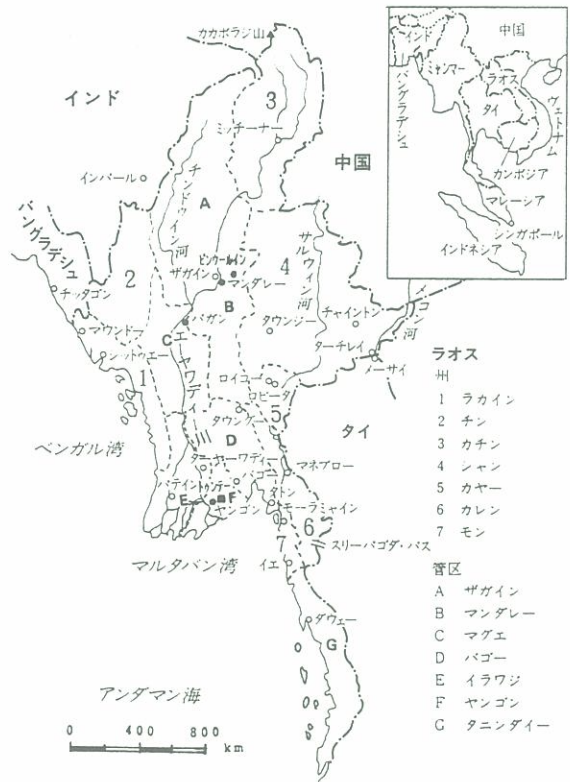 カカボラジ山
インド
3
ミッチーナー
中国
インパール
チンドウィン河
A
バングラデシュ
ピンウールイン
ザガイン
マンダレー
サルウィン河
4
2
B
チッタゴン
パガン
メコン河
マウンドー
シットウエー
C
エーヤワディー
タウンジー
チャイントン
ターチレイ
メーサイ
1
ロイコー
ロピータ
5
タウングー
ベンガル湾
D
タイ
ターヤーワディー
マネプロー
パテイン
トゥンテー
バゴー
タトン
E
F
ヤンゴン
モーラミャイン
6
スリーパゴダ・パス
7
マルタバン湾
イエ
ダウェー
G
アンダマン海
0 400 800
km
中国
インド
ミャンマー
バングラデシュ
ラオス
タイ
ヴェトナム
カンボジア
マレーシア
シンガポール
インドネシア
ラオス
州
1 ラカイン
2 チン
3 カチン
4 シャン
5 カヤー
6 カレン
7 モン
管区
A ザガイン
B マンダレー
C マグエ
D バゴー
E イラワジ
F ヤンゴン
G タニンダイー